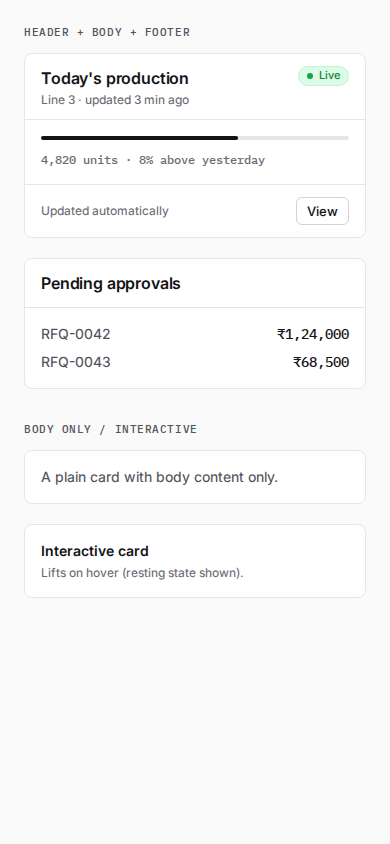 HEADER + BODY + FOOTER
Today's production
Live
Line 3 · updated 3 min ago
4,820 units · 8% above yesterday
Updated automatically
View
Pending approvals
RFQ-0042
₹1,24,000
RFQ-0043
₹68,500
BODY ONLY / INTERACTIVE
A plain card with body content only.
Interactive card
Lifts on hover (resting state shown).